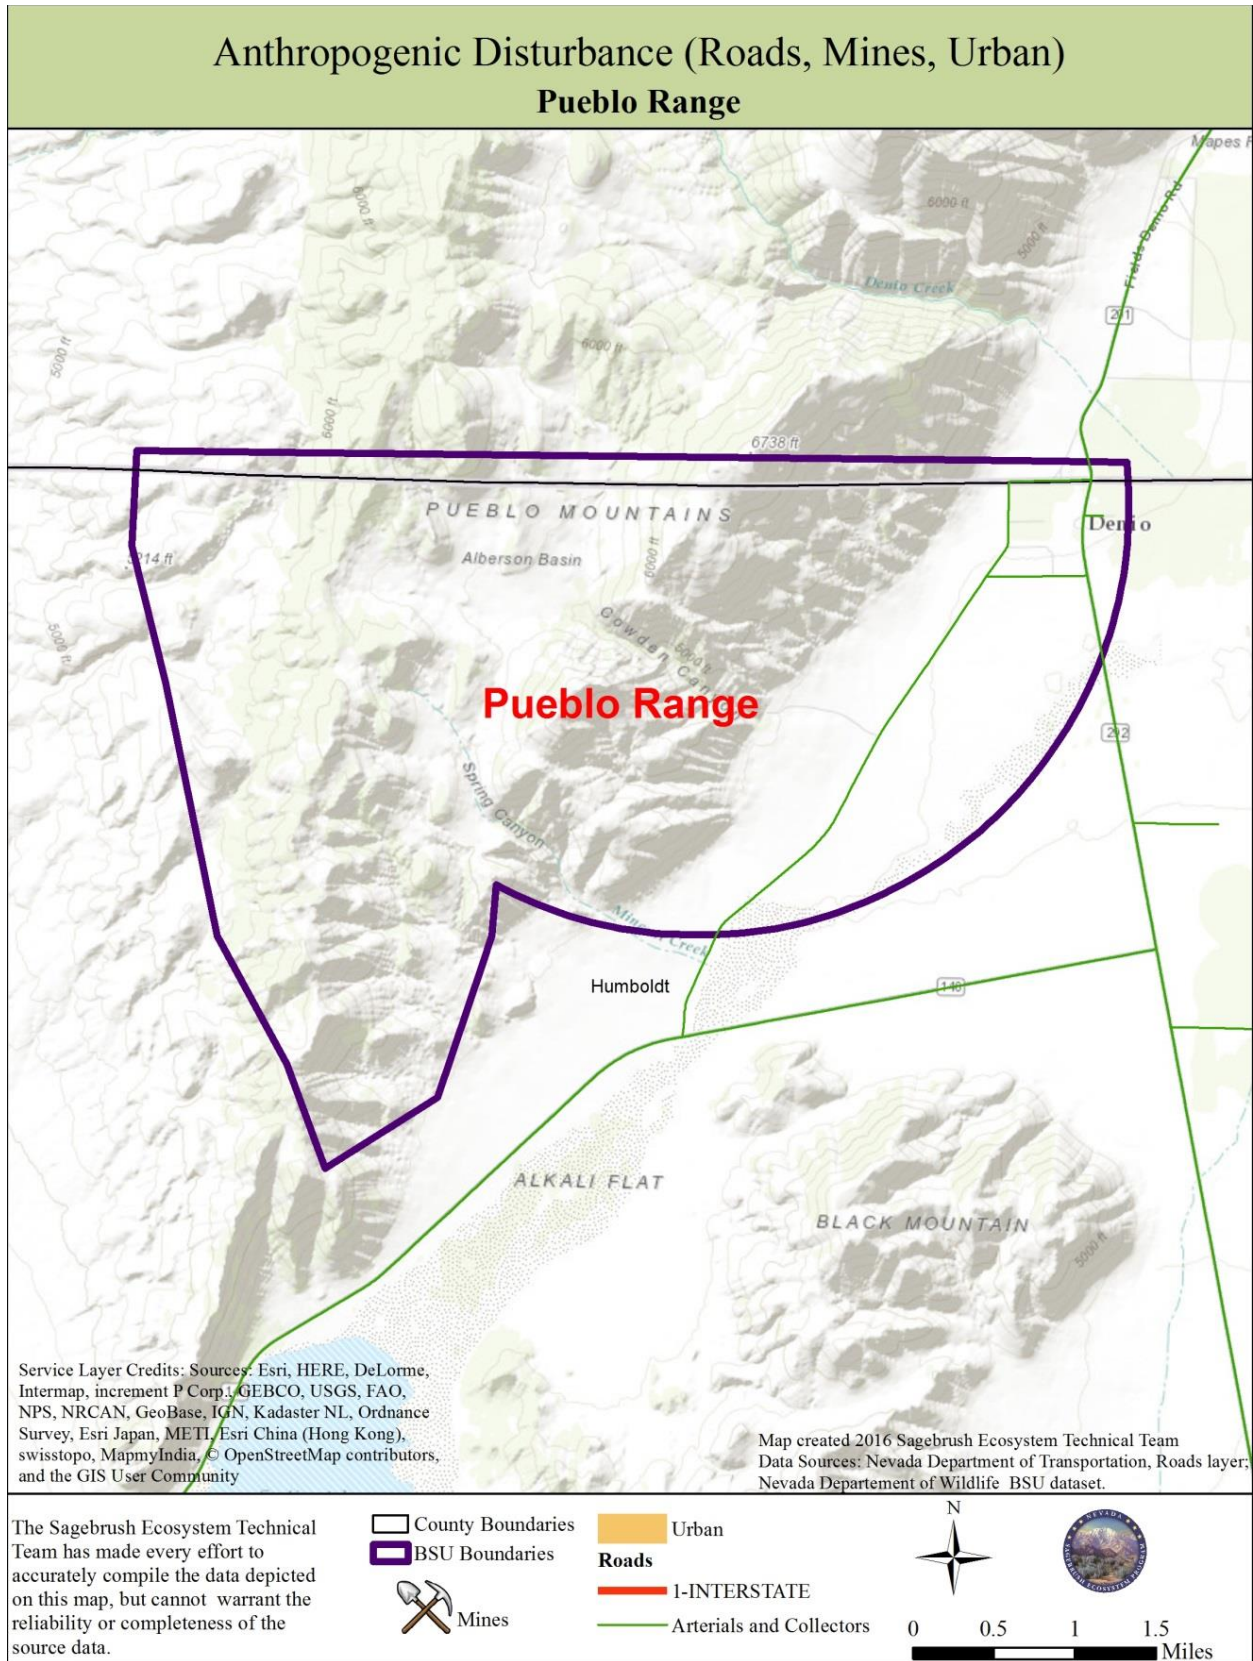 Anthropogenic Disturbance (Roads, Mines, Urban)
Pueblo Range
Mapes
6000 ft
6000 ft
5000 ft
Fields Denio Rd
Denio Creek
201
5000 ft
6000 ft
6000 ft
6738 ft
PUEBLO MOUNTAINS
Denio
Alberson Basin
6000 ft
5000 ft
Cowden
5000 ft
Pueblo Range
292
Spring Canyon
Creek
Humboldt
ALKALI FLAT
BLACK MOUNTAIN
5000 ft
Service Layer Credits: Sources: Esri, HERE, DeLorme,
Intermap, increment P Corp., GEBCO, USGS, FAO,
NPS, NRCAN, GeoBase, IGN, Kadaster NL, Ordnance
Survey, Esri Japan, METI, Esri China (Hong Kong),
swisstopo, MapmyIndia, © OpenStreetMap contributors,
and the GIS User Community
Map created 2016 Sagebrush Ecosystem Technical Team
Data Sources: Nevada Department of Transportation, Roads layer;
Nevada Departement of Wildlife BSU dataset.
The Sagebrush Ecosystem Technical
Team has made every effort to
accurately compile the data depicted
on this map, but cannot warrant the
reliability or completeness of the
source data.
County Boundaries
BSU Boundaries
Mines
Urban
Roads
1-INTERSTATE
Arterials and Collectors
N
NEVADA
SAGEBRUSH ECOSYSTEM PROGRAM
0 0.5 1 1.5
Miles